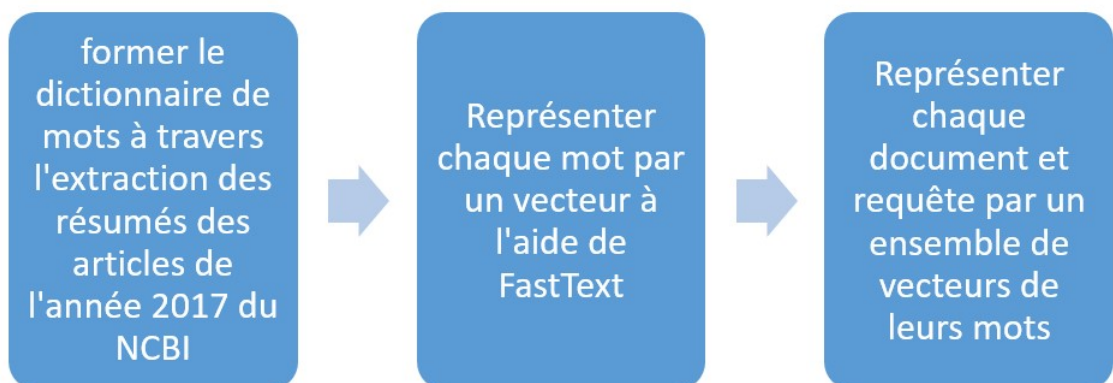 former le
dictionnaire de
mots à travers
l'extraction des
résumés des
articles de
l'année 2017 du
NCBI
Représenter
chaque mot par
un vecteur à
l'aide de
FastText
Représenter
chaque
document et
requête par un
ensemble de
vecteurs de
leurs mots